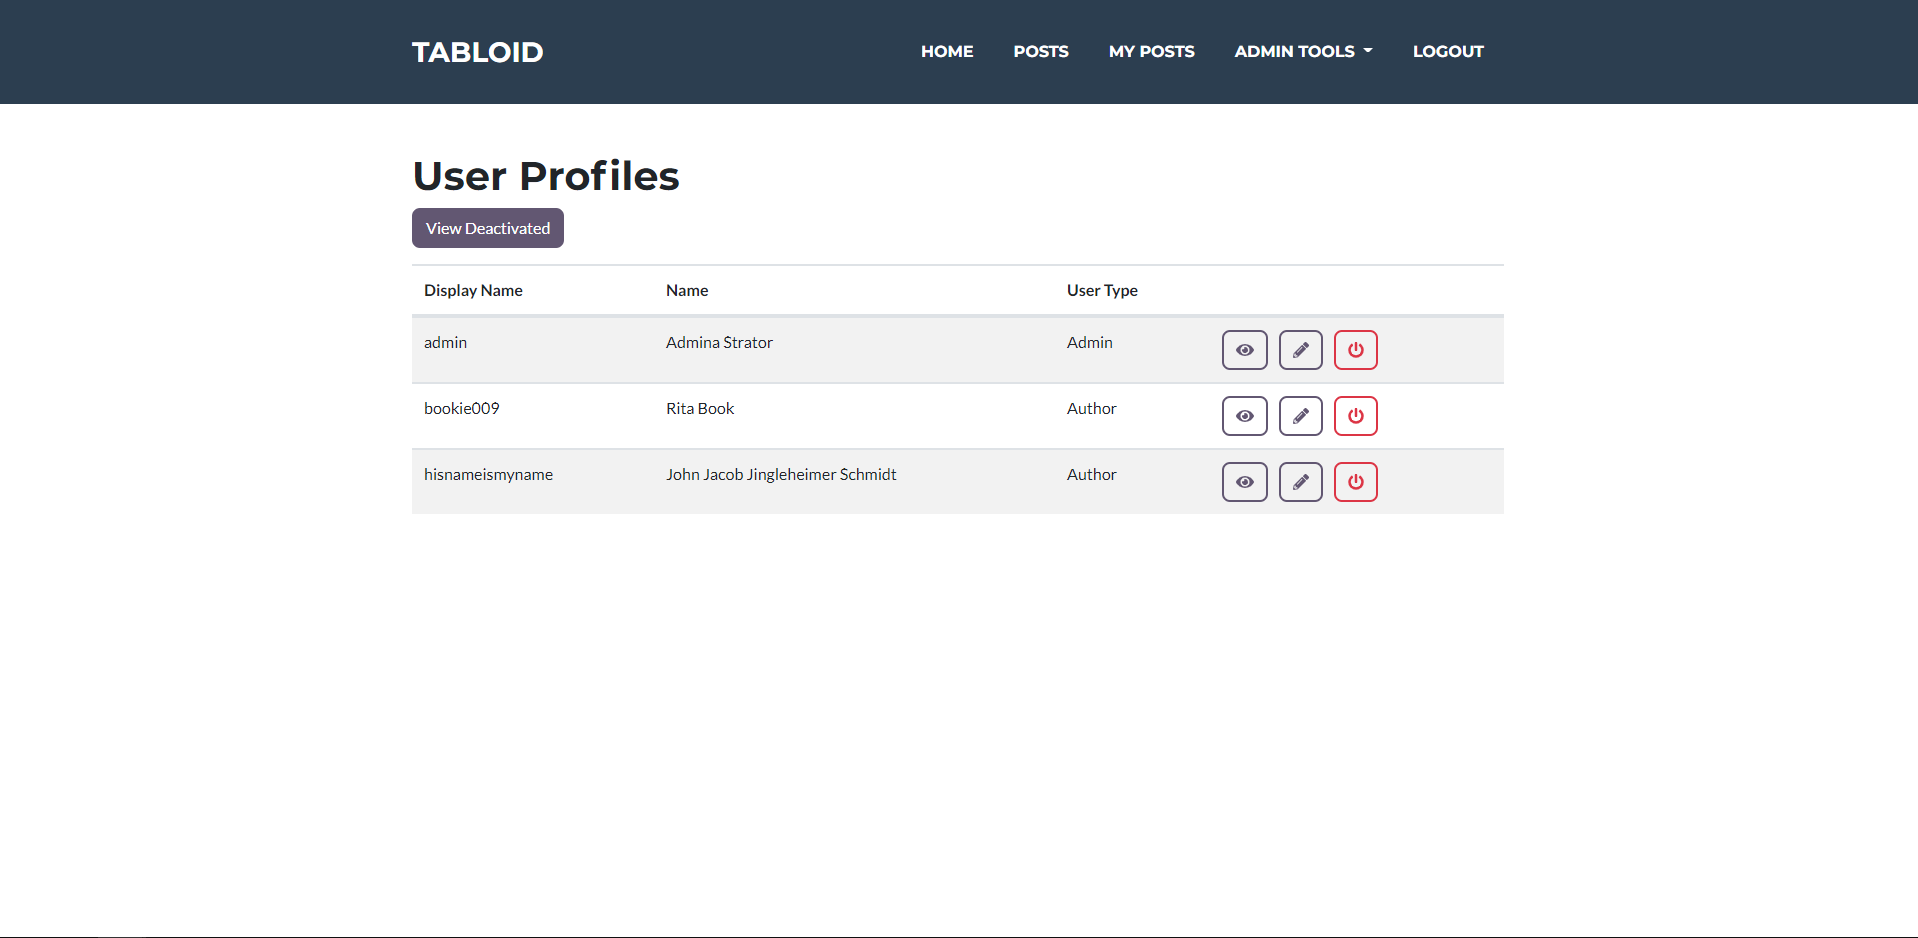 TABLOID HOME POSTS MY POSTS ADMIN TOOLS LOGOUT
User Profiles
View Deactivated
Display Name Name User Type
admin Admina Strator Admin
bookie009 Rita Book Author
hisnameismyname John Jacob Jingleheimer Schmidt Author